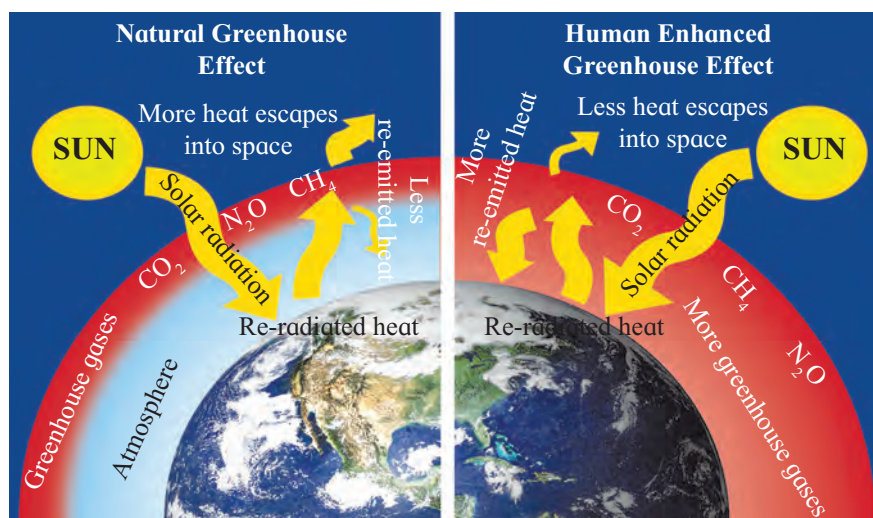 Natural Greenhouse
Effect
SUN
More heat escapes
into space
Less
re-emitted heat
Solar radiation
CO₂
N₂O
CH₄
Re-radiated heat
Greenhouse gases
Atmosphere
Human Enhanced
Greenhouse Effect
More
re-emitted heat
Less heat escapes
into space
SUN
Solar radiation
CO₂
CH₄
N₂O
Re-radiated heat
More greenhouse gases